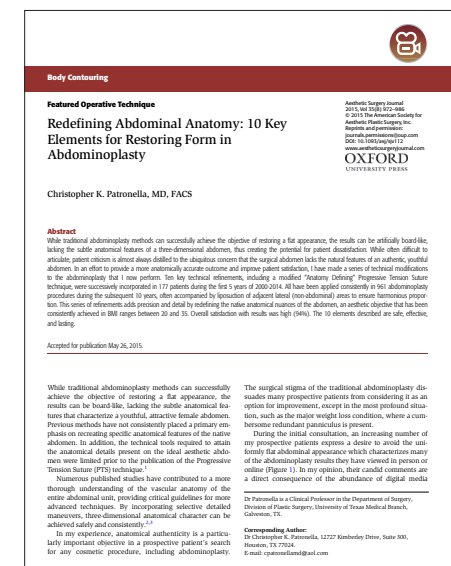 Body Contouring
Featured Operative Technique
Redefining Abdominal Anatomy: 10 Key
Elements for Restoring Form in
Abdominoplasty
Christopher K. Patronella, MD, FACS
Aesthetic Surgery Journal
2015, Vol 35(8) 972–986
© 2015 The American Society for
Aesthetic Plastic Surgery, Inc.
Reprints and permission:
journals.permissions@oup.com
DOI: 10.1093/asj/sjv112
www.aestheticsurgeryjournal.com
OXFORD
UNIVERSITY PRESS
Abstract
While traditional abdominoplasty methods can successfully achieve the objective of restoring a flat appearance, the results can be artificially board-like,
lacking the subtle anatomical features of a three-dimensional abdomen, thus creating the potential for patient dissatisfaction. While often difficult to
articulate, patient criticism is almost always distilled to the ubiquitous concern that the surgical abdomen lacks the natural features of an authentic, youthful
abdomen. In an effort to provide a more anatomically accurate outcome and improve patient satisfaction, I have made a series of technical modifications
to the abdominoplasty that I now perform. Ten key technical refinements, including a modified “Anatomy Defining” Progressive Tension Suture
technique, were successively incorporated in 177 patients during the first 5 years of 2000-2014. All have been applied consistently in 961 abdominoplasty
procedures during the subsequent 10 years, often accompanied by liposuction of adjacent lateral (non-abdominal) areas to ensure harmonious propor-
tion. This series of refinements adds precision and detail by redefining the native anatomical nuances of the abdomen, an aesthetic objective that has been
consistently achieved in BMI ranges between 20 and 35. Overall satisfaction with results was high (94%). The 10 elements described are safe, effective,
and lasting.
Accepted for publication May 26, 2015.
While traditional abdominoplasty methods can successfully
achieve the objective of restoring a flat appearance, the
results can be board-like, lacking the subtle anatomical fea-
tures that characterize a youthful, attractive female abdomen.
Previous methods have not consistently placed a primary em-
phasis on recreating specific anatomical features of the native
abdomen. In addition, the technical tools required to attain
the anatomical details present on the ideal aesthetic abdo-
men were limited prior to the publication of the Progressive
Tension Suture (PTS) technique.1
Numerous published studies have contributed to a more
thorough understanding of the vascular anatomy of the
entire abdominal unit, providing critical guidelines for more
advanced techniques. By incorporating selective detailed
maneuvers, three-dimensional anatomical character can be
achieved safely and consistently.2,3
In my experience, anatomical authenticity is a particu-
larly important objective in a prospective patient’s search
for any cosmetic procedure, including abdominoplasty.
The surgical stigma of the traditional abdominoplasty dis-
suades many prospective patients from considering it as an
option for improvement, except in the most profound situa-
tion, such as the major weight loss condition, where a cum-
bersome redundant panniculus is present.
During the initial consultation, an increasing number of
my prospective patients express a desire to avoid the uni-
formly flat abdominal appearance which characterizes many
of the abdominoplasty results they have viewed in person or
online (Figure 1). In my opinion, their candid comments are
a direct consequence of the abundance of digital media
Dr Patronella is a Clinical Professor in the Department of Surgery,
Division of Plastic Surgery, University of Texas Medical Branch,
Galveston, TX.
Corresponding Author:
Dr Christopher K. Patronella, 12727 Kimberley Drive, Suite 300,
Houston, TX 77024.
E-mail: cpatronellamd@aol.com